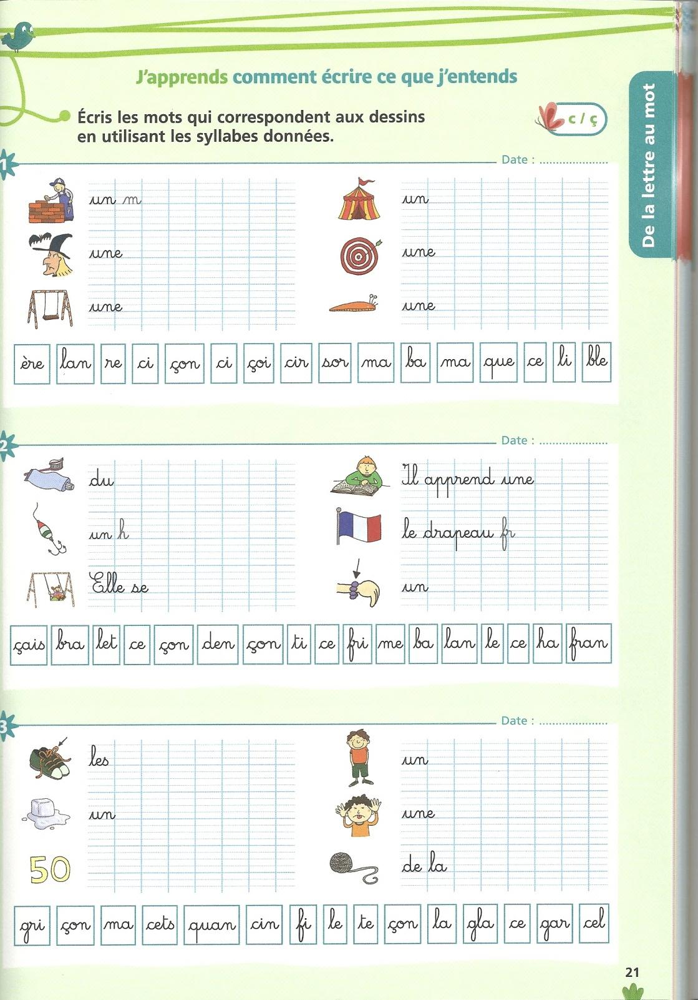 J'apprends comment écrire ce que j'entends
Écris les mots qui correspondent aux dessins
en utilisant les syllabes données.
c / ç
De la lettre au mot
1
Date : .....................
un m
un
une
une
une
une
ère lan re ci çon ci çoi cir sor ma ba ma que ce li ble
2
Date : .....................
du
Il apprend une
un h
le drapeau fr
Elle se
un
çais bra let ce çon den çon ti ce fri me ba lan le ce ha fran
3
Date : .....................
les
un
un
une
50
de la
gri çon ma cets quan cin fi le te çon la gla ce gar cel
21